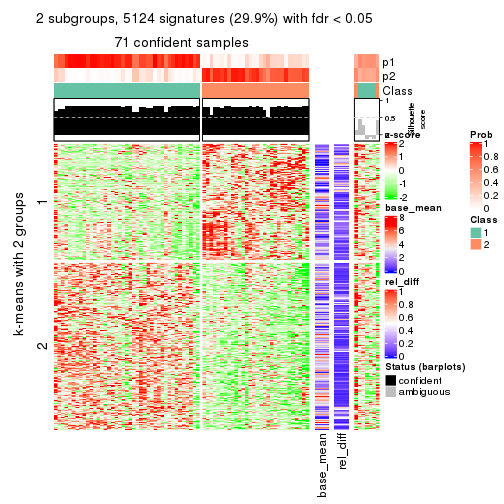 2 subgroups, 5124 signatures (29.9%) with fdr < 0.05
71 confident samples
p1
p2
Class
1
0.5
0
Silhouette
score
k-means with 2 groups
1
2
base_mean
rel_diff
z-score
2
1
0
-1
-2
base_mean
8
6
4
2
0
rel_diff
1
0.8
0.6
0.4
0.2
0
Status (barplots)
confident
ambiguous
Prob
1
0.8
0.6
0.4
0.2
0
Class
1
2